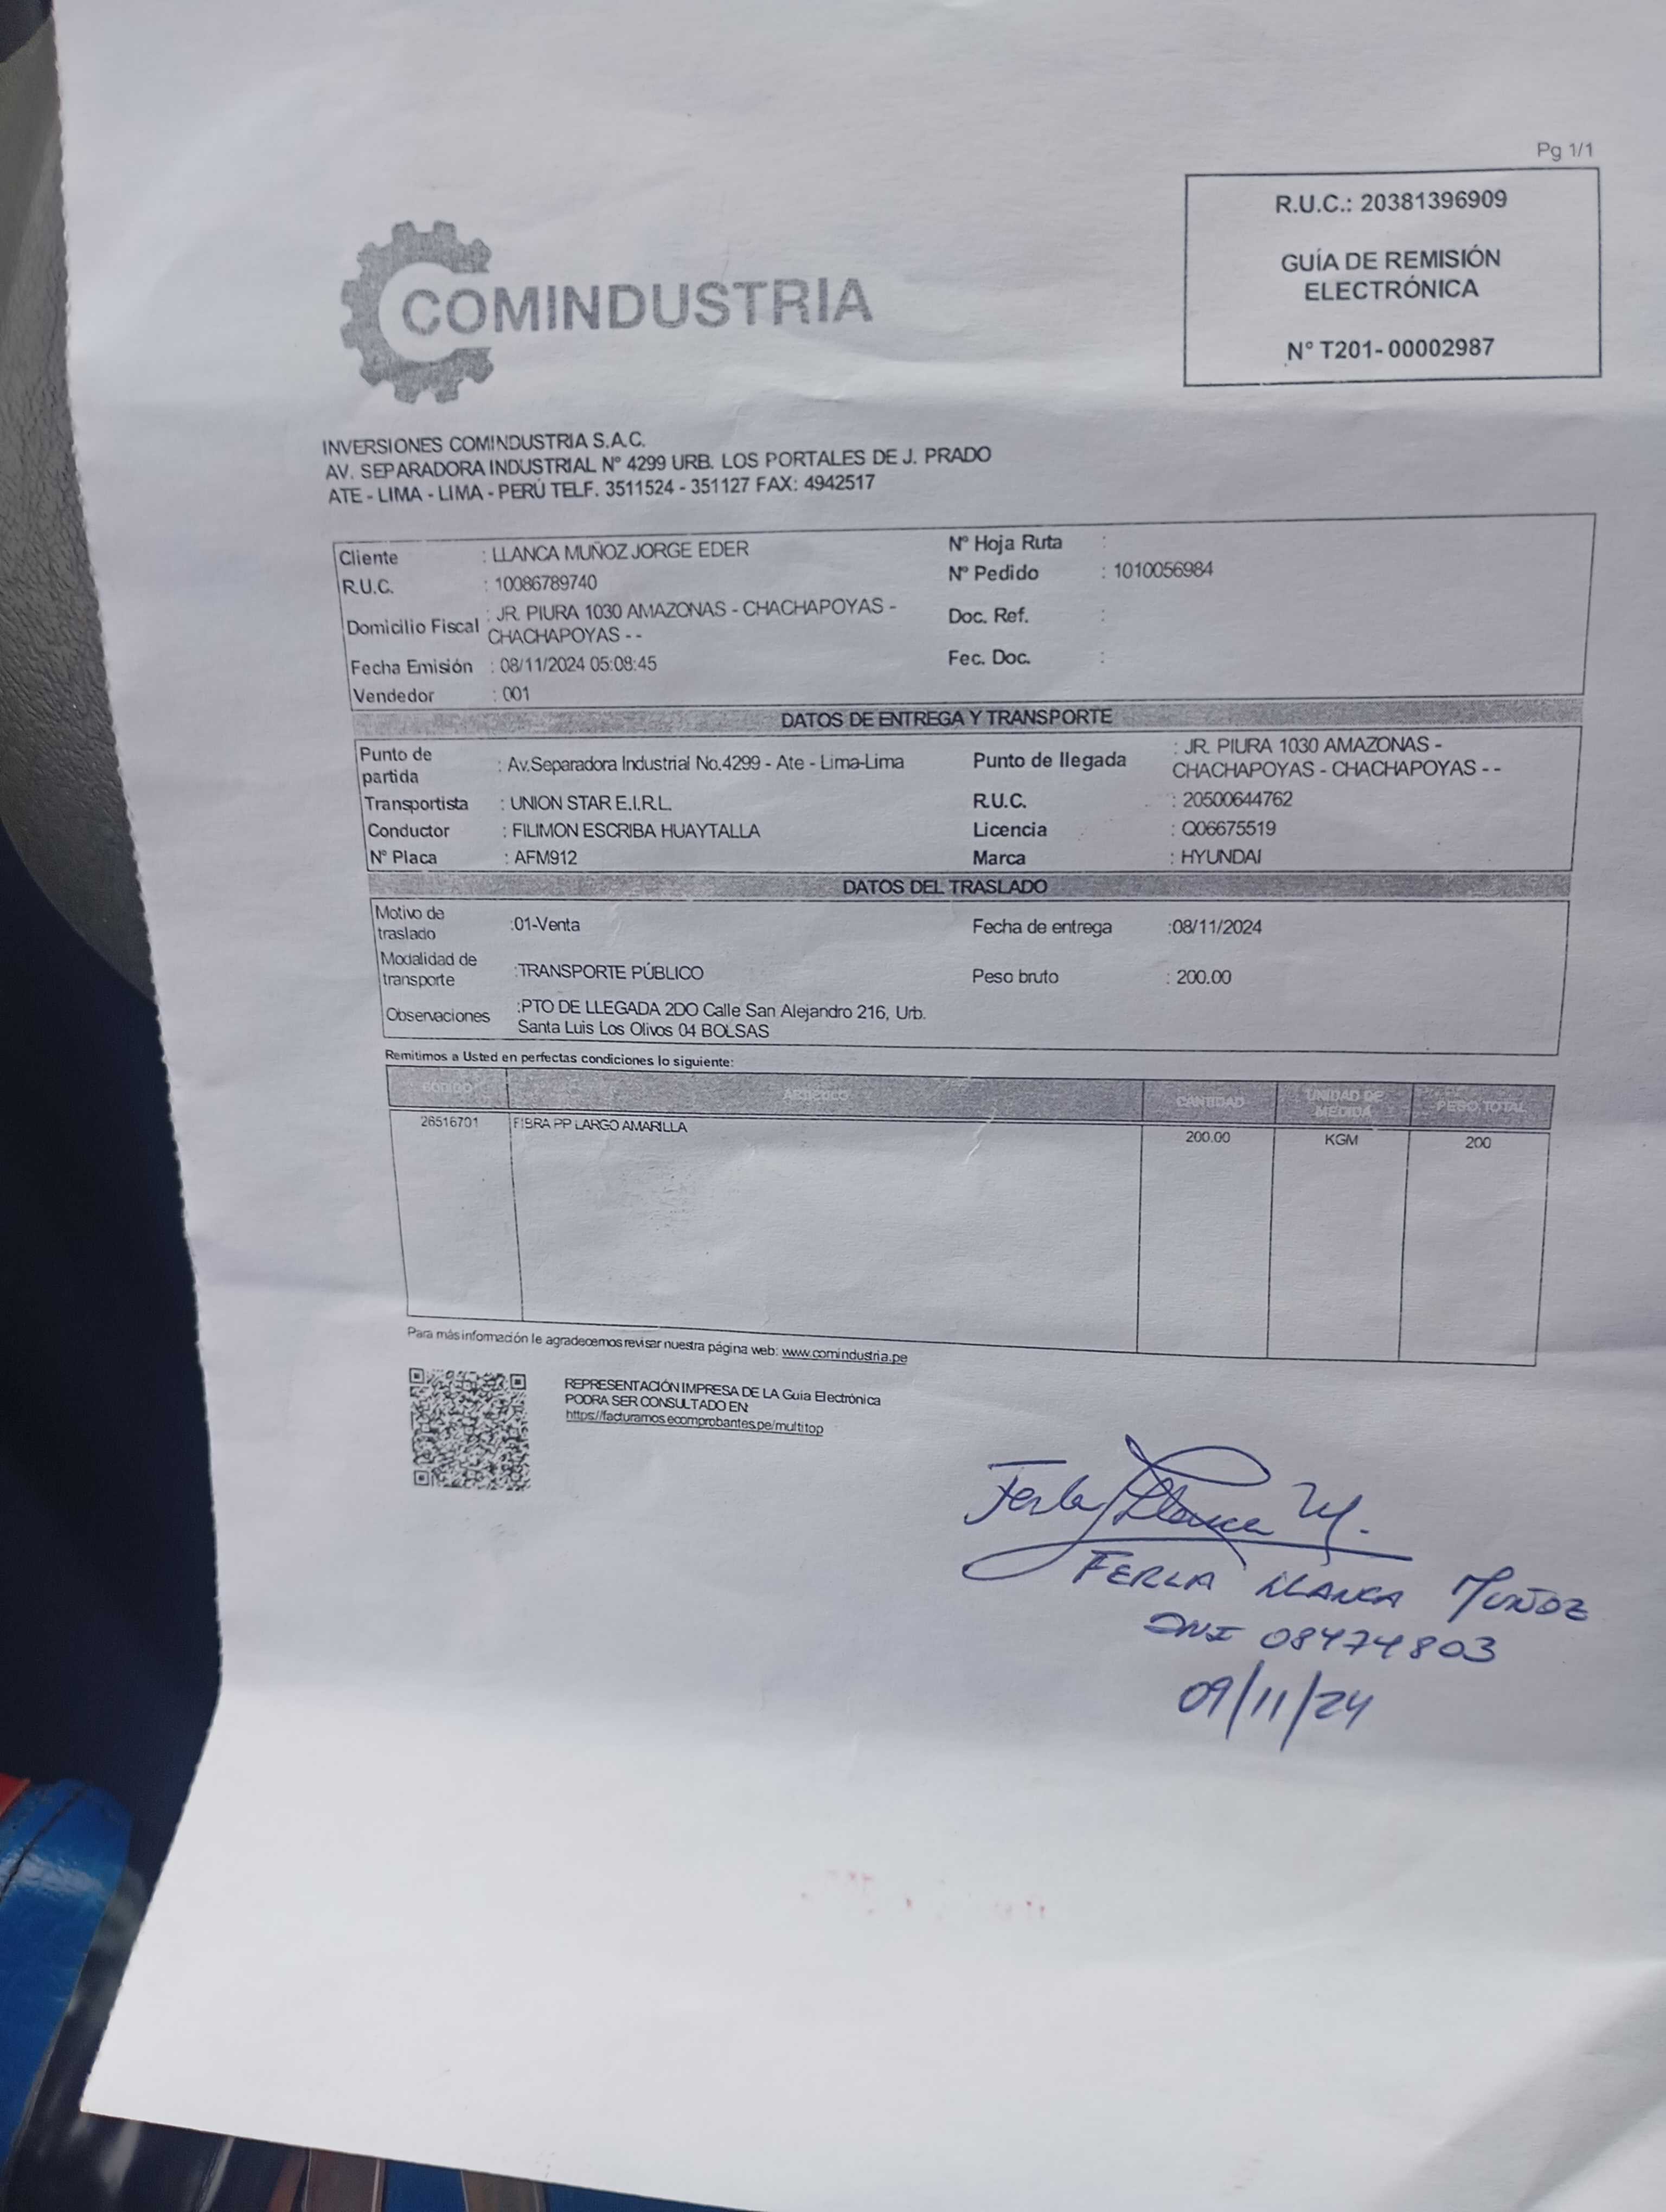 Pg 1/1
R.U.C.: 20381396909
GUÍA DE REMISIÓN
ELECTRÓNICA
N° T201-00002987
COMINDUSTRIA
INVERSIONES COMINDUSTRIA S.A.C.
AV. SEPARADORA INDUSTRIAL N° 4299 URB. LOS PORTALES DE J. PRADO
ATE - LIMA - LIMA - PERÚ TELF. 3511524 - 351127 FAX: 4942517
Cliente : LLANCA MUÑOZ JORGE EDER N° Hoja Ruta :
R.U.C. : 10086789740 N° Pedido : 1010056984
Domicilio Fiscal : JR. PIURA 1030 AMAZONAS - CHACHAPOYAS - Doc. Ref. :
CHACHAPOYAS - -
Fecha Emisión : 08/11/2024 05:08:45 Fec. Doc. :
Vendedor : 001
DATOS DE ENTREGA Y TRANSPORTE
Punto de partida : Av.Separadora Industrial No.4299 - Ate - Lima-Lima Punto de llegada : JR. PIURA 1030 AMAZONAS -
CHACHAPOYAS - CHACHAPOYAS - -
Transportista : UNION STAR E.I.R.L. R.U.C. : 20500644762
Conductor : FILIMON ESCRIBA HUAYTALLA Licencia : Q06675519
N° Placa : AFM912 Marca : HYUNDAI
DATOS DEL TRASLADO
Motivo de traslado :01-Venta Fecha de entrega :08/11/2024
Modalidad de transporte :TRANSPORTE PÚBLICO Peso bruto : 200.00
Observaciones :PTO DE LLEGADA 2DO Calle San Alejandro 216, Urb.
Santa Luis Los Olivos 04 BOLSAS
Remitimos a Usted en perfectas condiciones lo siguiente:
CODIGO ARTICULO CANTIDAD UNIDAD DE MEDIDA PESO TOTAL
26516701 FIBRA PP LARGO AMARILLA 200.00 KGM 200
Para más información le agradecemos revisar nuestra página web: www.comindustria.pe
REPRESENTACIÓN IMPRESA DE LA Guía Electrónica
PODRA SER CONSULTADO EN:
https://facturamos.ecomprobantes.pe/multitop
Ferla Llanca M.
FERLA LLANCA MUÑOZ
DNI 08474803
09/11/24